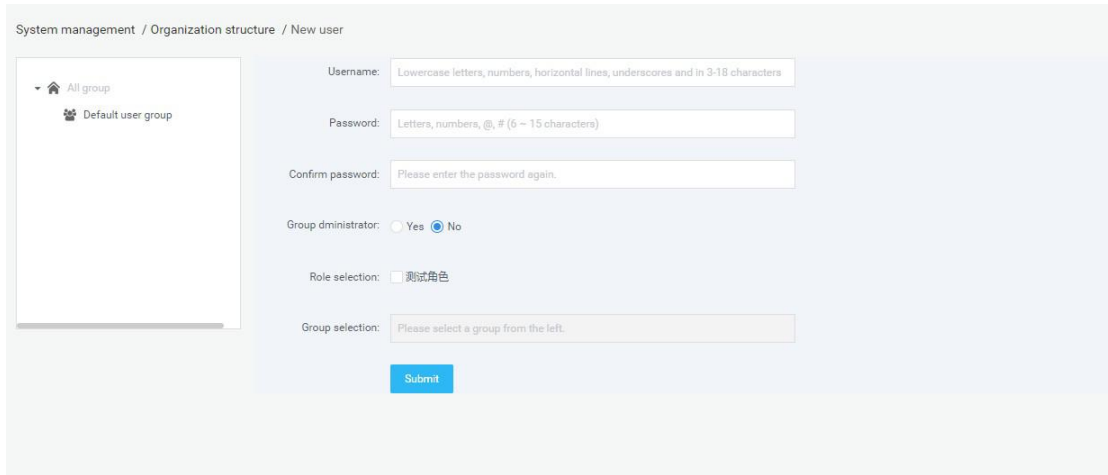 System management / Organization structure / New user
All group
Default user group
Username: Lowercase letters, numbers, horizontal lines, underscores and in 3-18 characters
Password: Letters, numbers, @, # (6 ~ 15 characters)
Confirm password: Please enter the password again.
Group dministrator: Yes No
Role selection: 测试角色
Group selection: Please select a group from the left.
Submit